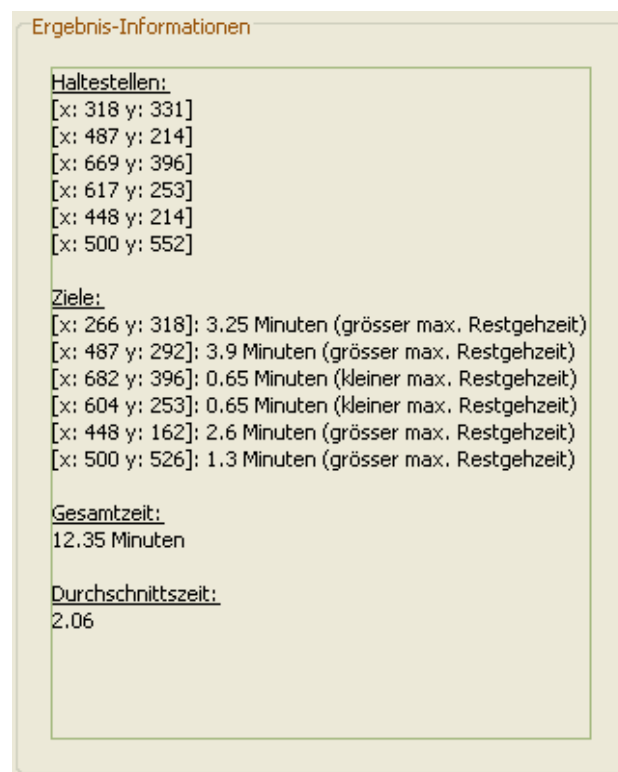 Ergebnis-Informationen
Haltestellen:
[x: 318 y: 331]
[x: 487 y: 214]
[x: 669 y: 396]
[x: 617 y: 253]
[x: 448 y: 214]
[x: 500 y: 552]
Ziele:
[x: 266 y: 318]: 3.25 Minuten (grösser max. Restgehzeit)
[x: 487 y: 292]: 3.9 Minuten (grösser max. Restgehzeit)
[x: 682 y: 396]: 0.65 Minuten (kleiner max. Restgehzeit)
[x: 604 y: 253]: 0.65 Minuten (kleiner max. Restgehzeit)
[x: 448 y: 162]: 2.6 Minuten (grösser max. Restgehzeit)
[x: 500 y: 526]: 1.3 Minuten (grösser max. Restgehzeit)
Gesamtzeit:
12.35 Minuten
Durchschnittszeit:
2.06